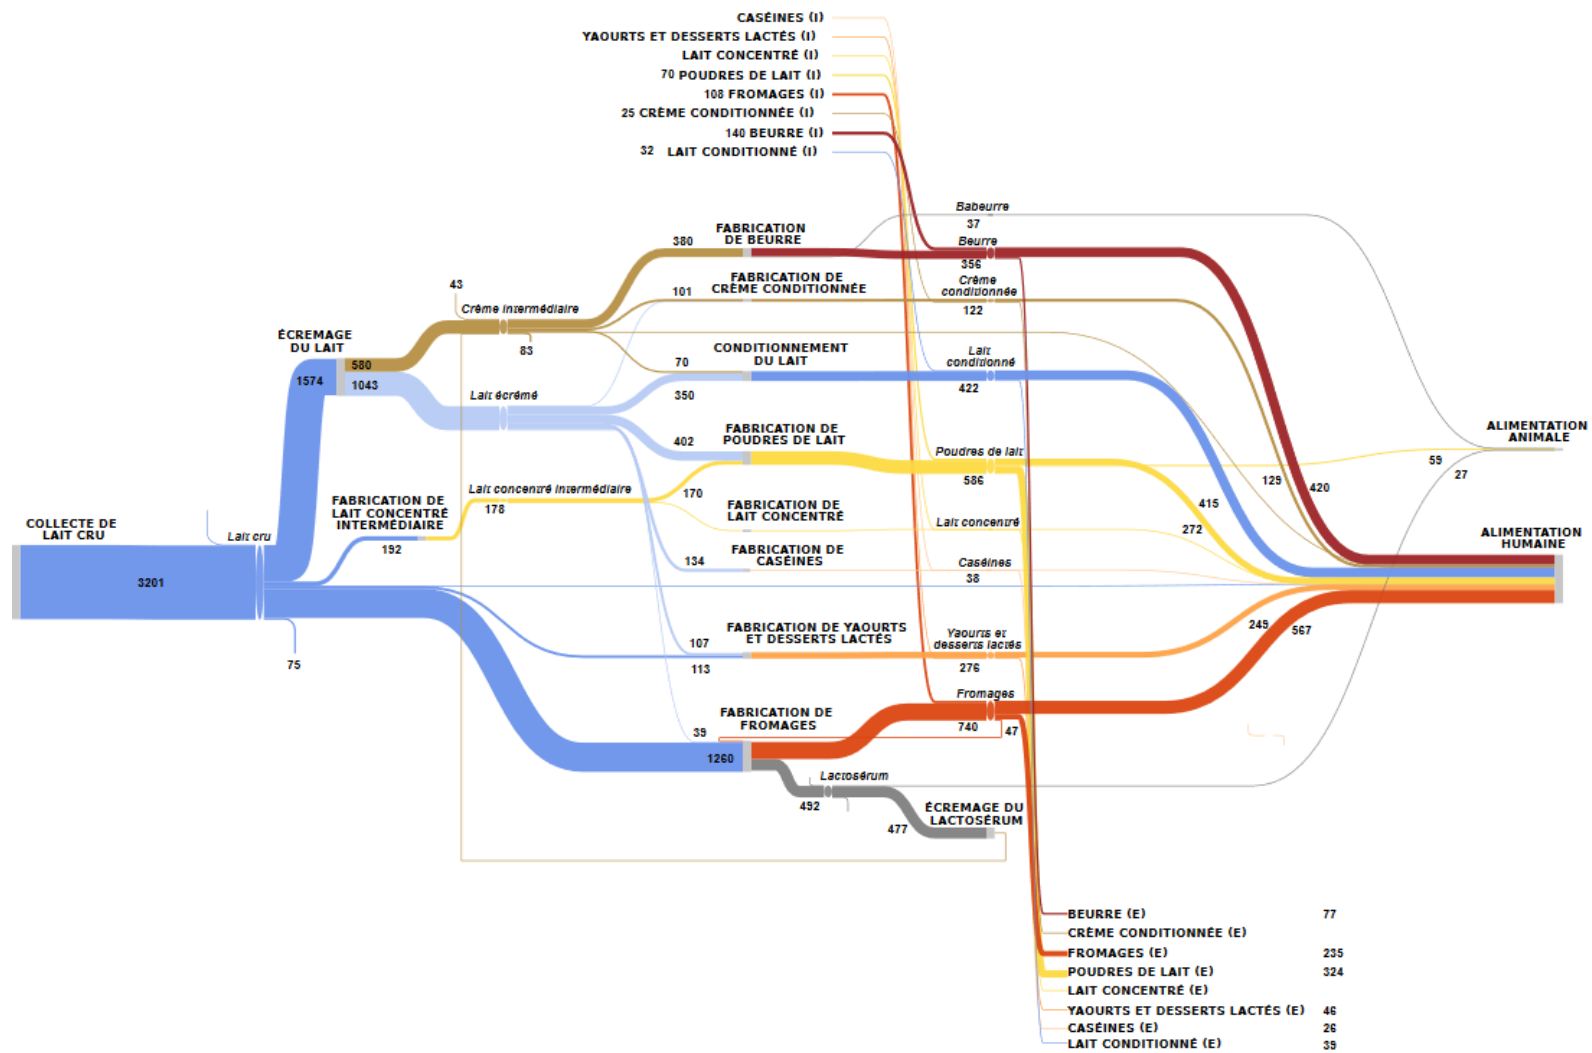 CASÉINES (I)
YAOURTS ET DESSERTS LACTÉS (I)
LAIT CONCENTRÉ (I)
70 POUDRES DE LAIT (I)
108 FROMAGES (I)
25 CRÈME CONDITIONNÉE (I)
140 BEURRE (I)
32 LAIT CONDITIONNÉ (I)
Babeurre
37
FABRICATION
DE BEURRE
380
Beurre
356
43
Crème intermédiaire
83
101
FABRICATION DE
CRÈME CONDITIONNÉE
Crème
conditionnée
122
ÉCREMAGE
DU LAIT
1574
580
1043
Lait écrémé
70
350
CONDITIONNEMENT
DU LAIT
Lait
conditionné
422
402
FABRICATION DE
POUDRES DE LAIT
Poudres de lait
586
ALIMENTATION
ANIMALE
59
27
129
420
415
272
Lait concentré intermédiaire
178
170
FABRICATION DE
LAIT CONCENTRÉ
INTERMÉDIAIRE
192
FABRICATION DE
LAIT CONCENTRÉ
Lait concentré
COLLECTE DE
LAIT CRU
3201
Lait cru
75
134
FABRICATION DE
CASÉINES
Caséines
38
ALIMENTATION
HUMAINE
107
113
FABRICATION DE YAOURTS
ET DESSERTS LACTÉS
Yaourts et
desserts lactés
276
249
567
39
1260
FABRICATION DE
FROMAGES
Fromages
740
47
Lactosérum
492
477
ÉCREMAGE DU
LACTOSÉRUM
BEURRE (E) 77
CRÈME CONDITIONNÉE (E)
FROMAGES (E) 235
POUDRES DE LAIT (E) 324
LAIT CONCENTRÉ (E)
YAOURTS ET DESSERTS LACTÉS (E) 46
CASÉINES (E) 26
LAIT CONDITIONNÉ (E) 39